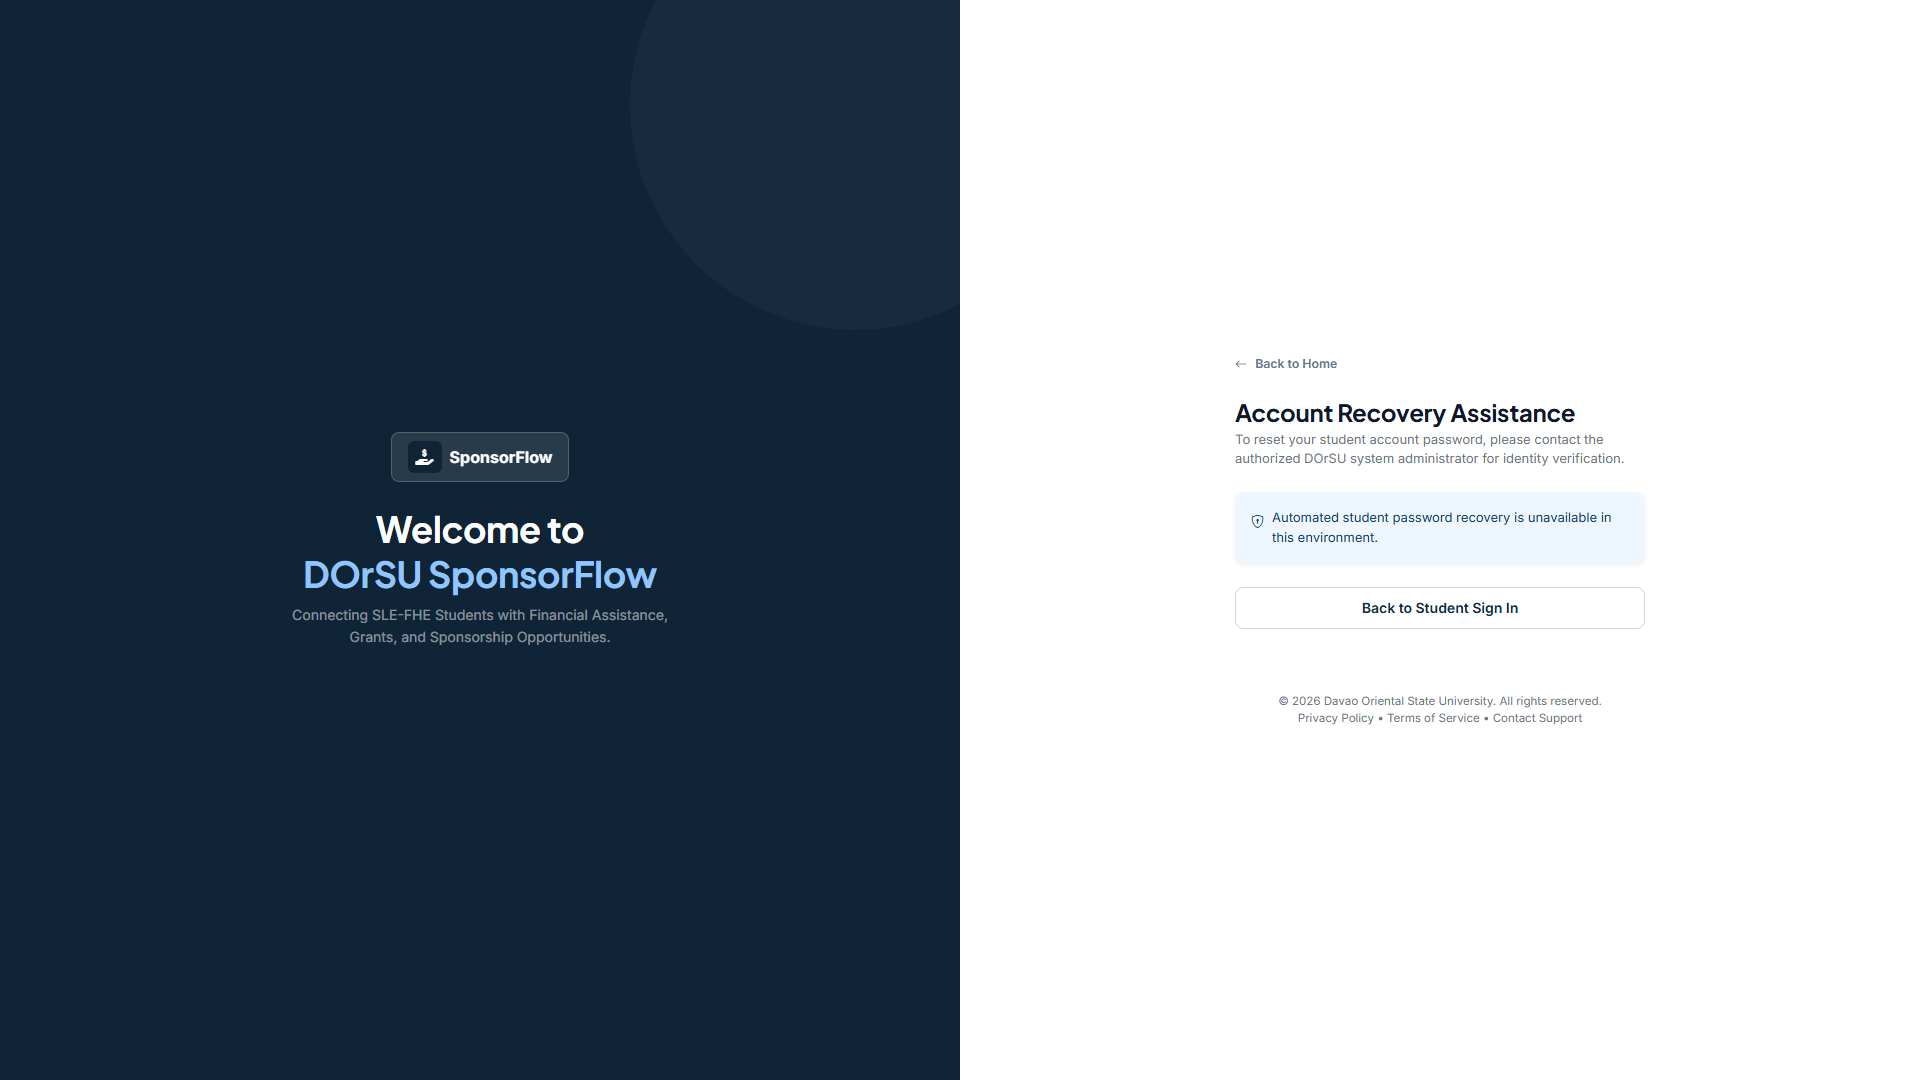 SponsorFlow
Welcome to
DOrSU SponsorFlow
Connecting SLE-FHE Students with Financial Assistance,
Grants, and Sponsorship Opportunities.
Back to Home
Account Recovery Assistance
To reset your student account password, please contact the
authorized DOrSU system administrator for identity verification.
Automated student password recovery is unavailable in
this environment.
Back to Student Sign In
© 2026 Davao Oriental State University. All rights reserved.
Privacy Policy • Terms of Service • Contact Support